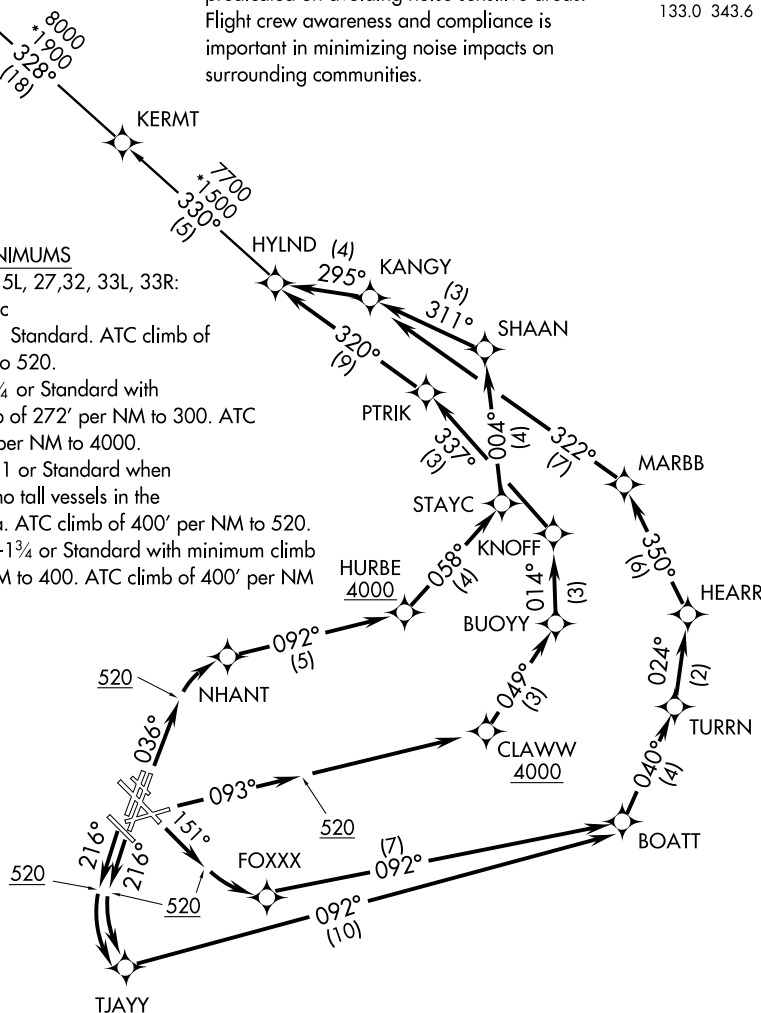 133.0 343.6
Flight crew awareness and compliance is
important in minimizing noise impacts on
surrounding communities.
8000
*1900
328°
(18)
KERMT
7700
*1500
330°
(5)
HYLND
(4)
295°
KANGY
(3)
311°
SHAAN
NIMUMS
5L, 27,32, 33L, 33R:
c
Standard. ATC climb of
o 520.
¼ or Standard with
b of 272' per NM to 300. ATC
per NM to 4000.
1 or Standard when
no tall vessels in the
a. ATC climb of 400' per NM to 520.
-1¾ or Standard with minimum climb
M to 400. ATC climb of 400' per NM
320°
(9)
PTRIK
337°
(3)
004°
(4)
322°
(7)
MARBB
STAYC
KNOFF
350°
(6)
HURBE
4000
058°
(4)
014°
(3)
HEARR
BUOYY
092°
(5)
NHANT
520
049°
(3)
024°
(2)
TURRN
036°
CLAWW
4000
093°
520
040°
(4)
BOATT
151°
216°
216°
FOXXX
(7)
092°
520
520
092°
(10)
TJAYY